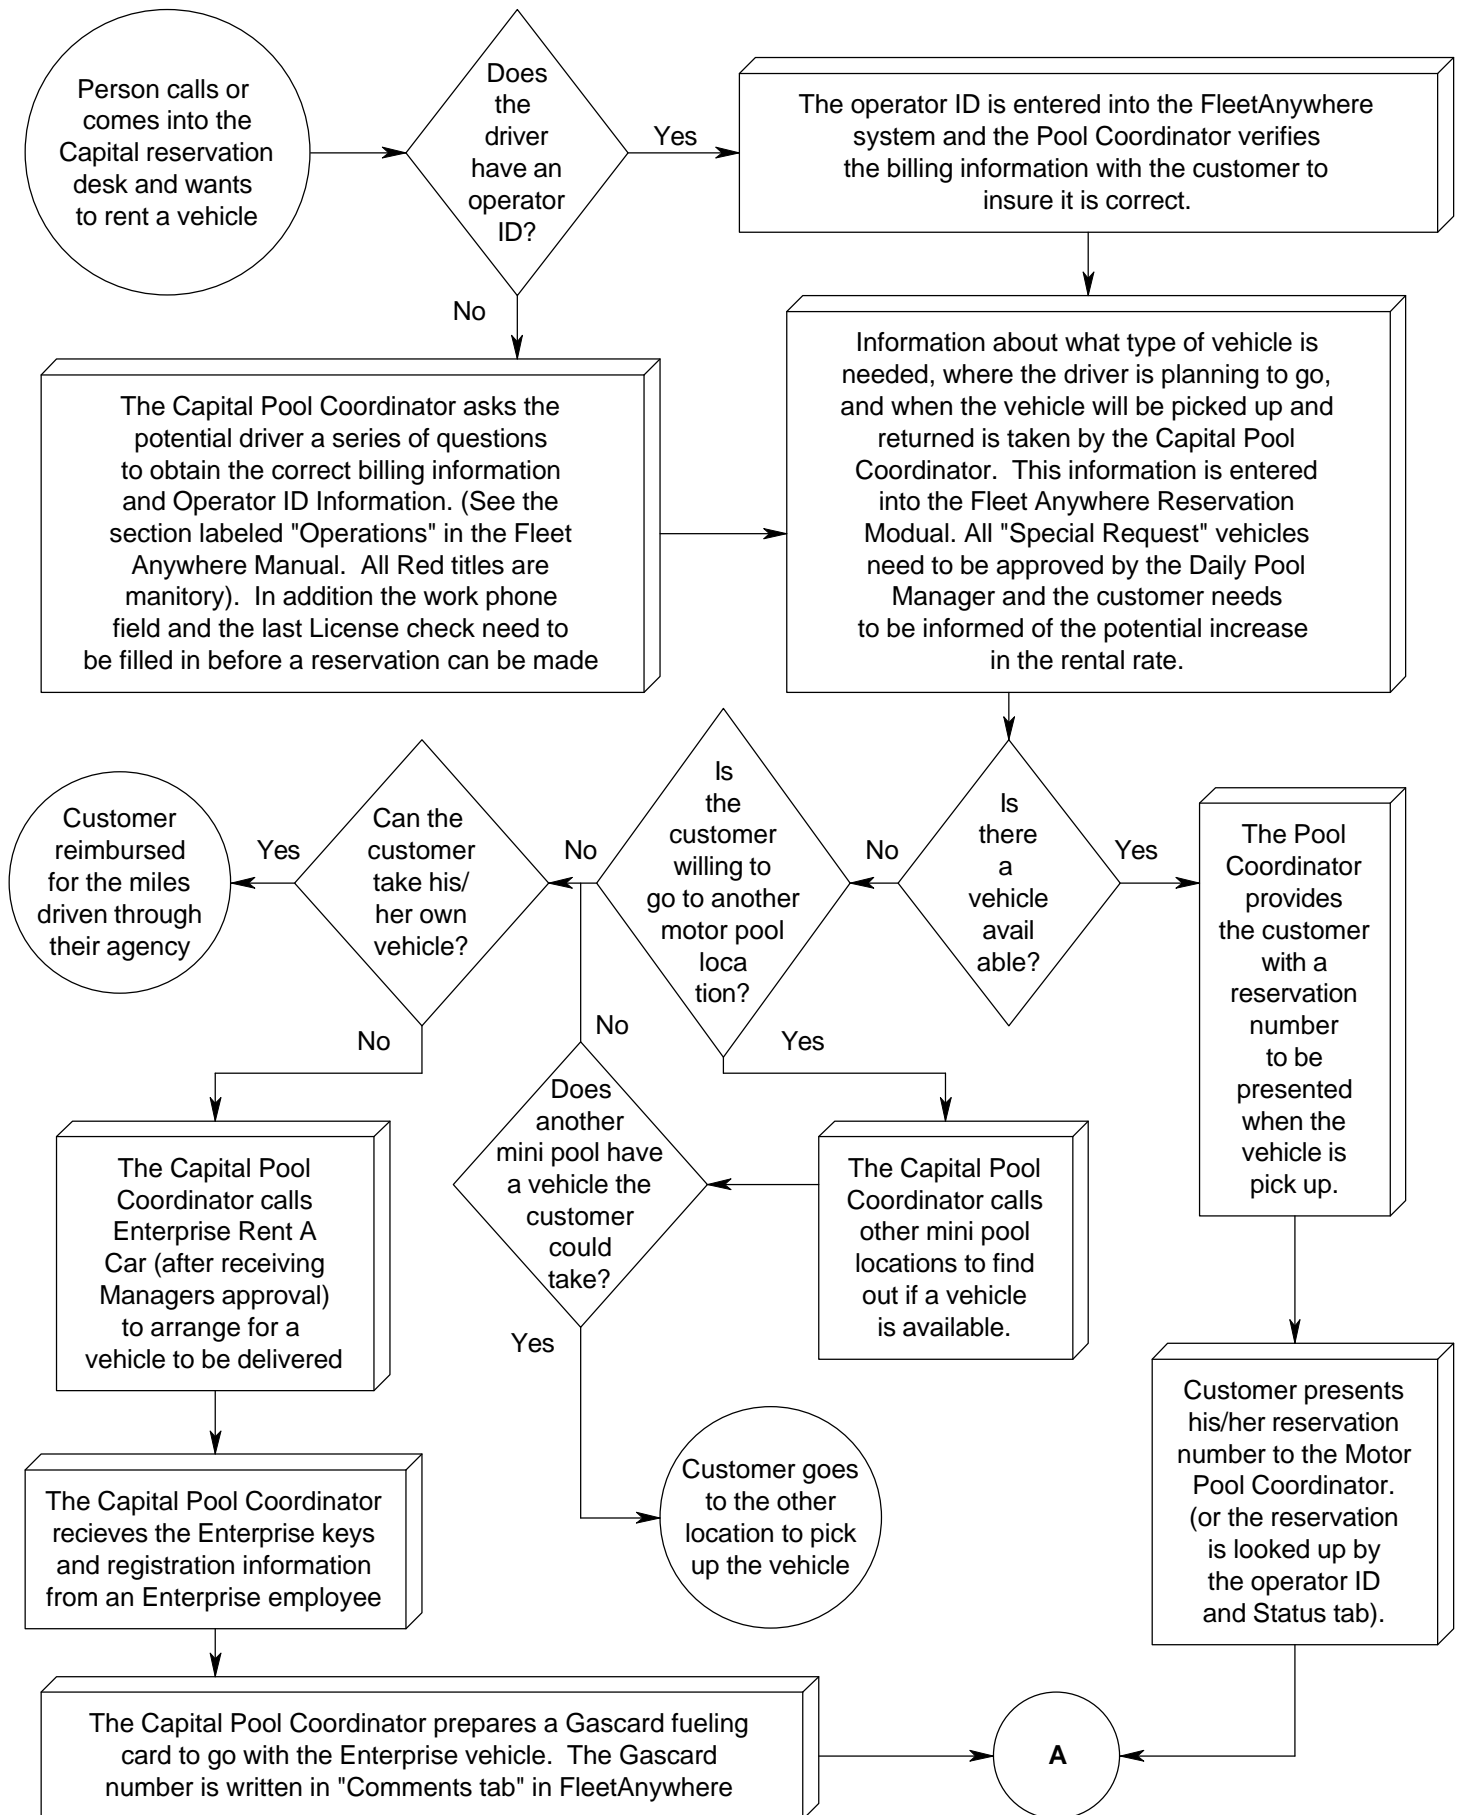 Person calls or
comes into the
Capital reservation
desk and wants
to rent a vehicle
Does
the
driver
have an
operator
ID?
Yes
The operator ID is entered into the FleetAnywhere
system and the Pool Coordinator verifies
the billing information with the customer to
insure it is correct.
No
The Capital Pool Coordinator asks the
potential driver a series of questions
to obtain the correct billing information
and Operator ID Information. (See the
section labeled "Operations" in the Fleet
Anywhere Manual.  All Red titles are
manitory).  In addition the work phone
field and the last License check need to
be filled in before a reservation can be made
Information about what type of vehicle is
needed, where the driver is planning to go,
and when the vehicle will be picked up and
returned is taken by the Capital Pool
Coordinator.  This information is entered
into the Fleet Anywhere Reservation
Modual. All "Special Request" vehicles
need to be approved by the Daily Pool
Manager and the customer needs
to be informed of the potential increase
in the rental rate.
Customer
reimbursed
for the miles
driven through
their agency
Yes
Can the
customer
take his/
her own
vehicle?
No
Is
the
customer
willing to
go to another
motor pool
loca
tion?
No
Is
there
a
vehicle
avail
able?
Yes
The Pool
Coordinator
provides
the customer
with a
reservation
number
to be
presented
when the
vehicle is
pick up.
No
No
Yes
The Capital Pool
Coordinator calls
Enterprise Rent A
Car (after receiving
Managers approval)
to arrange for a
vehicle to be delivered
Does
another
mini pool have
a vehicle the
customer
could
take?
The Capital Pool
Coordinator calls
other mini pool
locations to find
out if a vehicle
is available.
Yes
Customer presents
his/her reservation
number to the Motor
Pool Coordinator.
(or the reservation
is looked up by
the operator ID
and Status tab).
Customer goes
to the other
location to pick
up the vehicle
The Capital Pool Coordinator
recieves the Enterprise keys
and registration information
from an Enterprise employee
The Capital Pool Coordinator prepares a Gascard fueling
card to go with the Enterprise vehicle.  The Gascard
number is written in "Comments tab" in FleetAnywhere
A